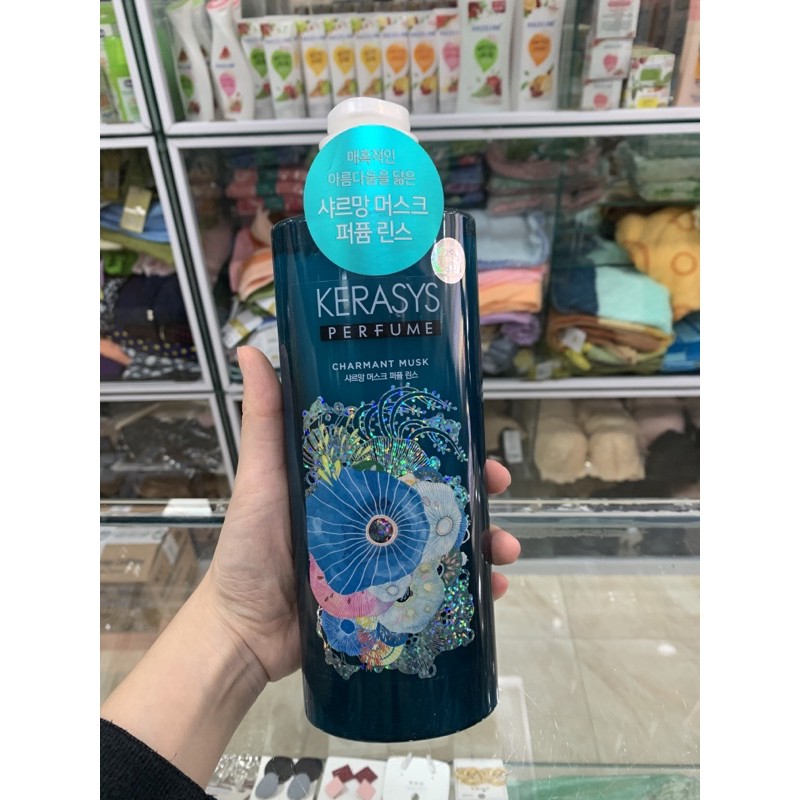 매혹적인
아름다움을 닮은
샤르망 머스크
퍼퓸 린스
KERASYS
PERFUME
CHARMANT MUSK
샤르망 머스크 퍼퓸 린스